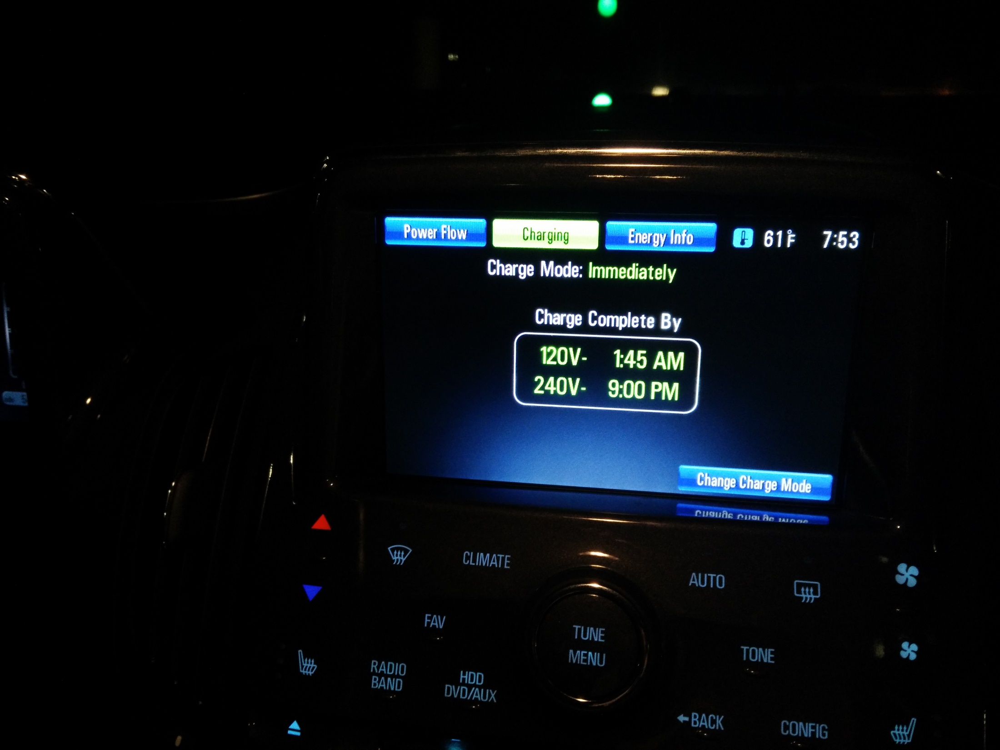 Power Flow Charging Energy Info 61°F 7:53
Charge Mode: Immediately
Charge Complete By
120V- 1:45 AM
240V- 9:00 PM
Change Charge Mode
CLIMATE
AUTO
FAV
TUNE
MENU
TONE
RADIO
BAND
HDD
DVD/AUX
BACK
CONFIG